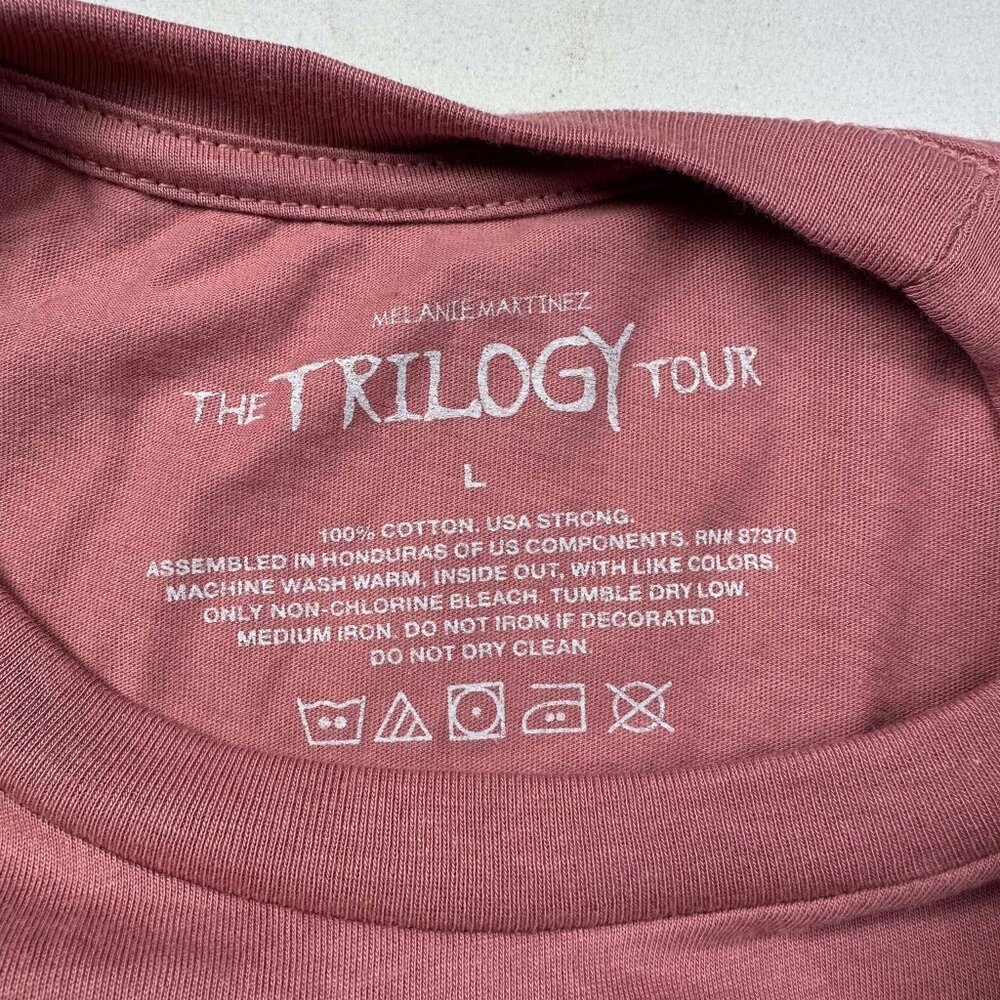 MELANIE MARTINEZ
THE TRILOGY TOUR
L
100% COTTON. USA STRONG.
ASSEMBLED IN HONDURAS OF US COMPONENTS. RN# 87370
MACHINE WASH WARM, INSIDE OUT, WITH LIKE COLORS,
ONLY NON-CHLORINE BLEACH. TUMBLE DRY LOW.
MEDIUM IRON. DO NOT IRON IF DECORATED.
DO NOT DRY CLEAN.